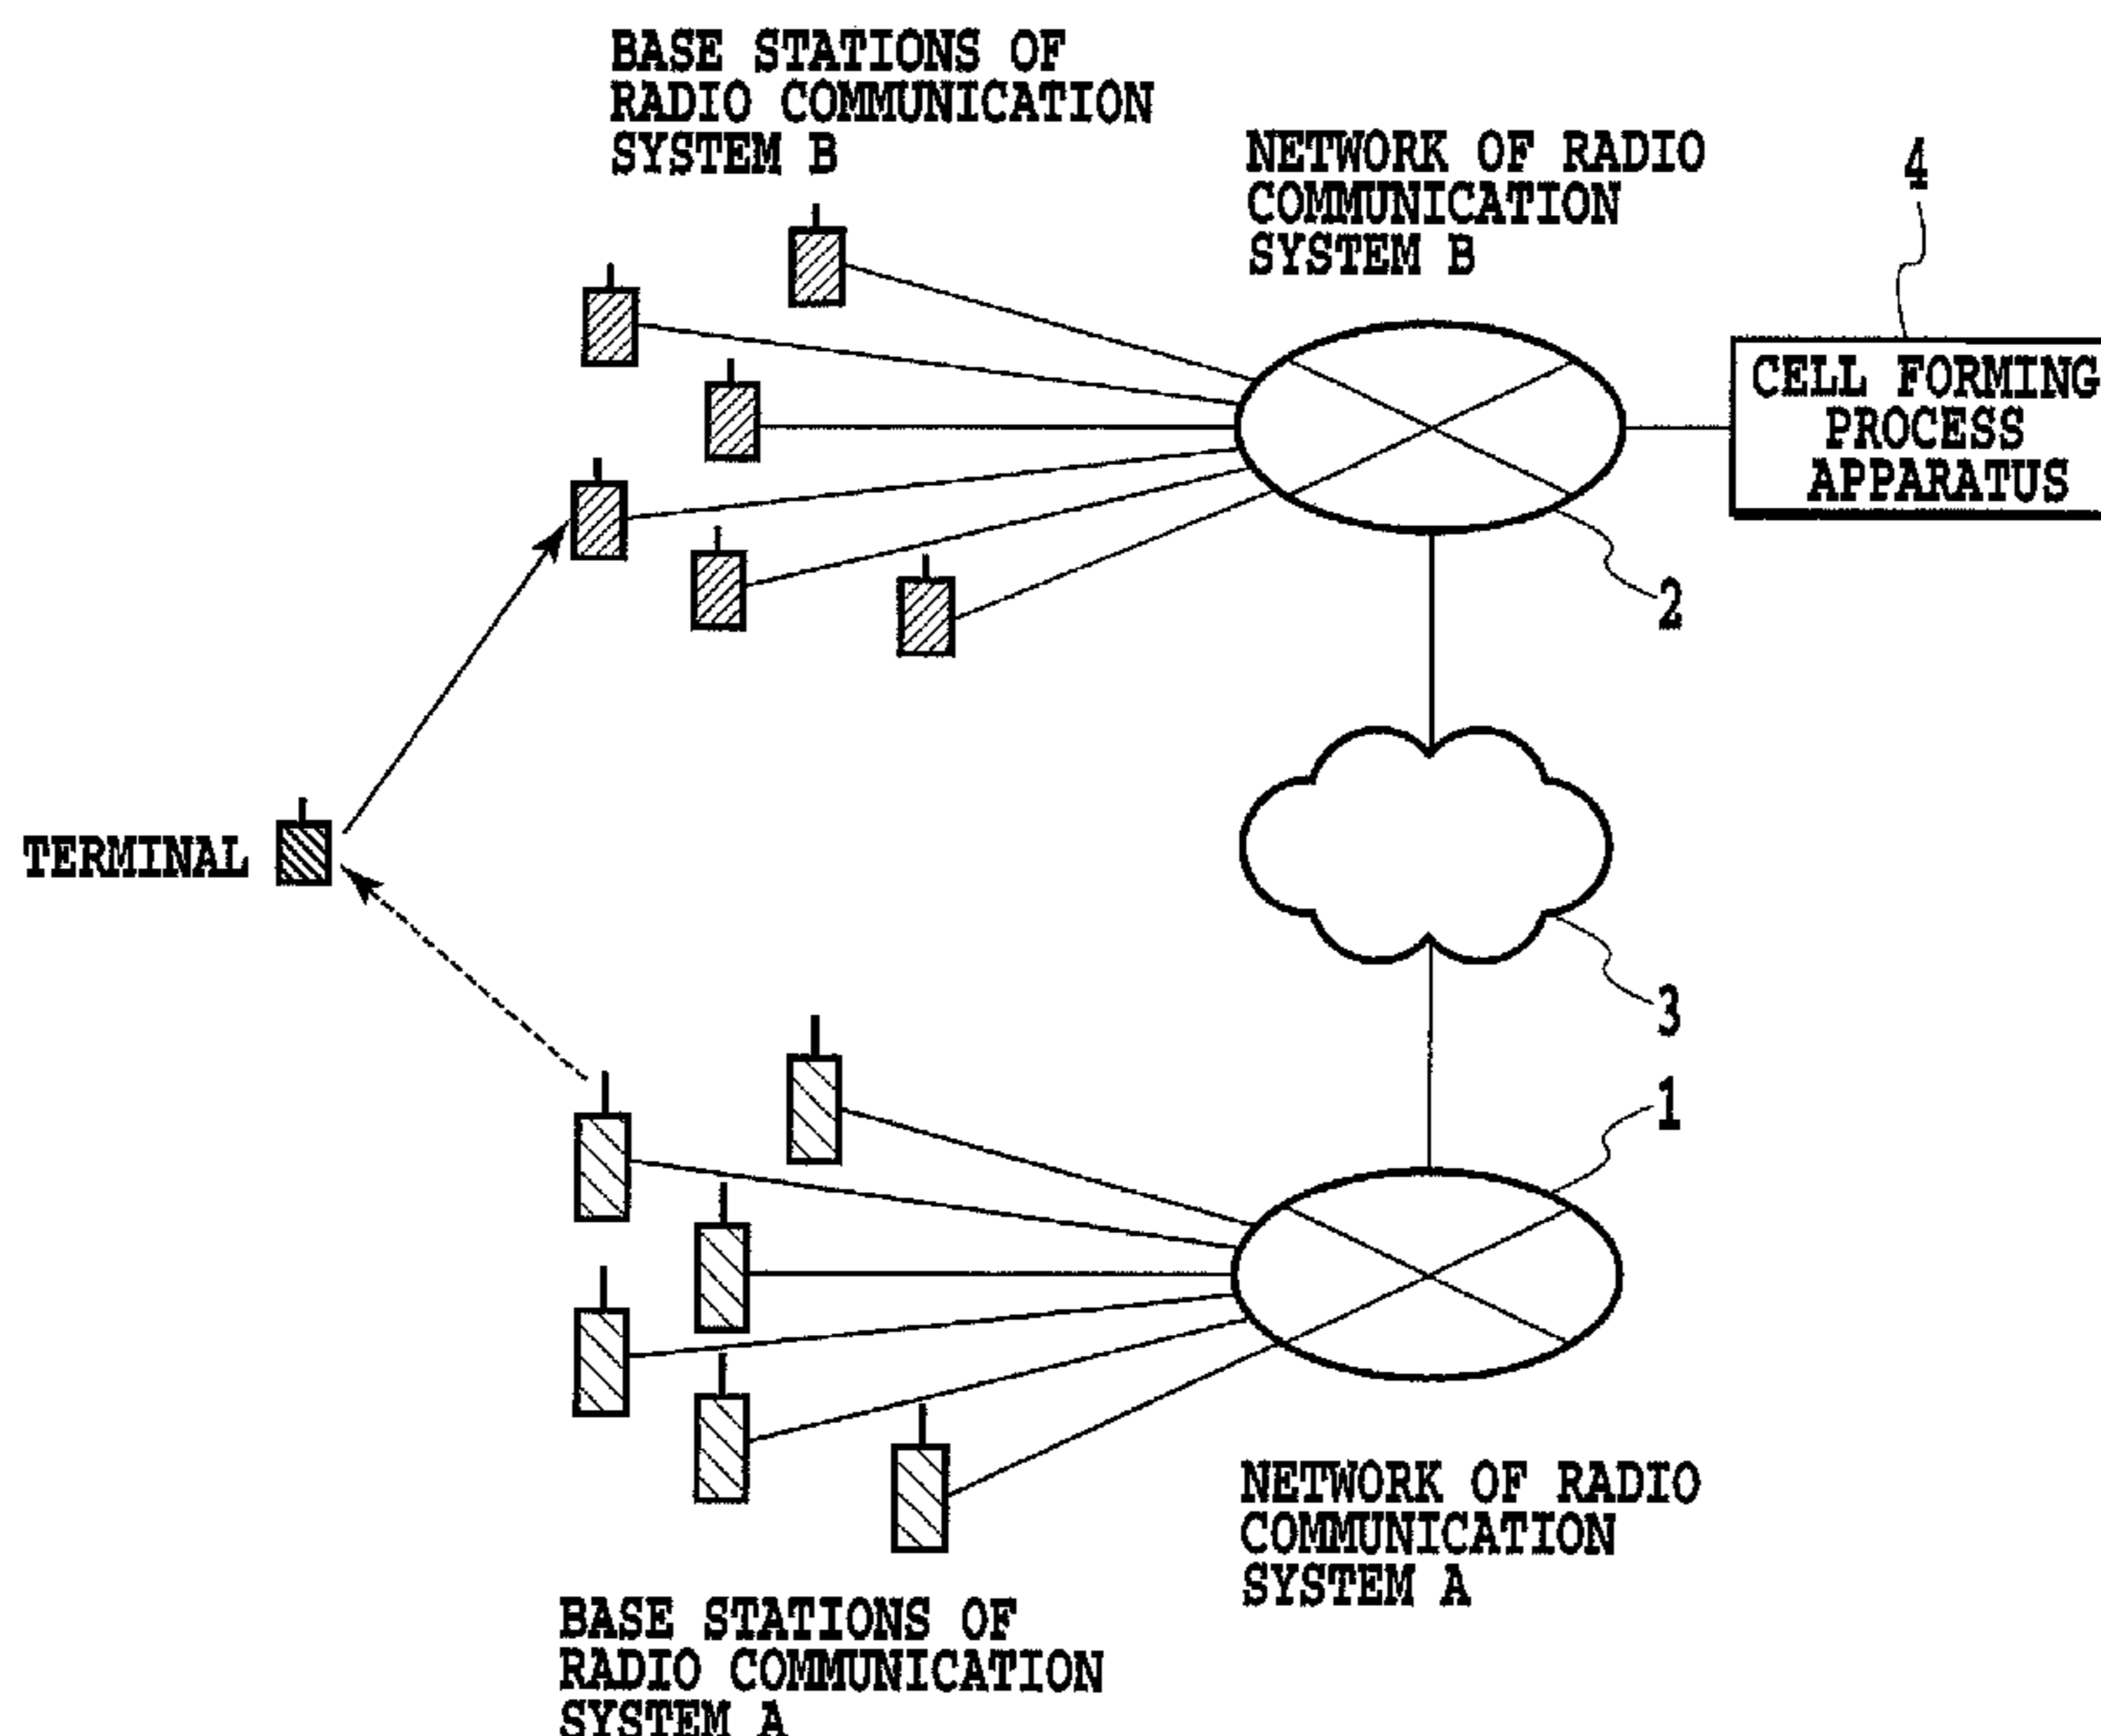 BASE STATIONS OF
RADIO COMMUNICATION
SYSTEM B
NETWORK OF RADIO
COMMUNICATION
SYSTEM B
4
CELL FORMING
PROCESS
APPARATUS
2
TERMINAL
3
1
NETWORK OF RADIO
COMMUNICATION
SYSTEM A
BASE STATIONS OF
RADIO COMMUNICATION
SYSTEM A